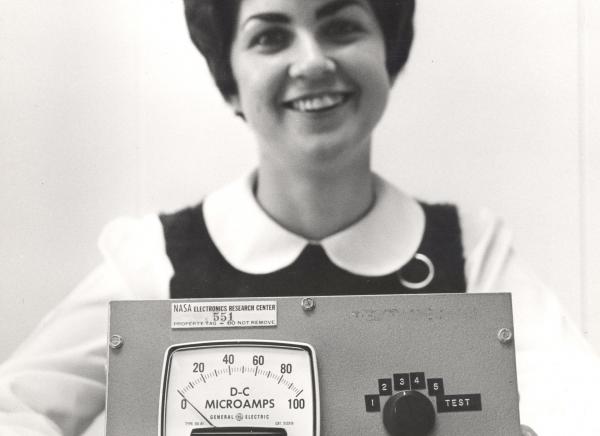 NASA ELECTRONICS RESEARCH CENTER
551
PROPERTY TAG - DO NOT REMOVE
0 20 40 60 80 100
D-C
MICROAMPS
GENERAL ELECTRIC
1 2 3 4 5 TEST